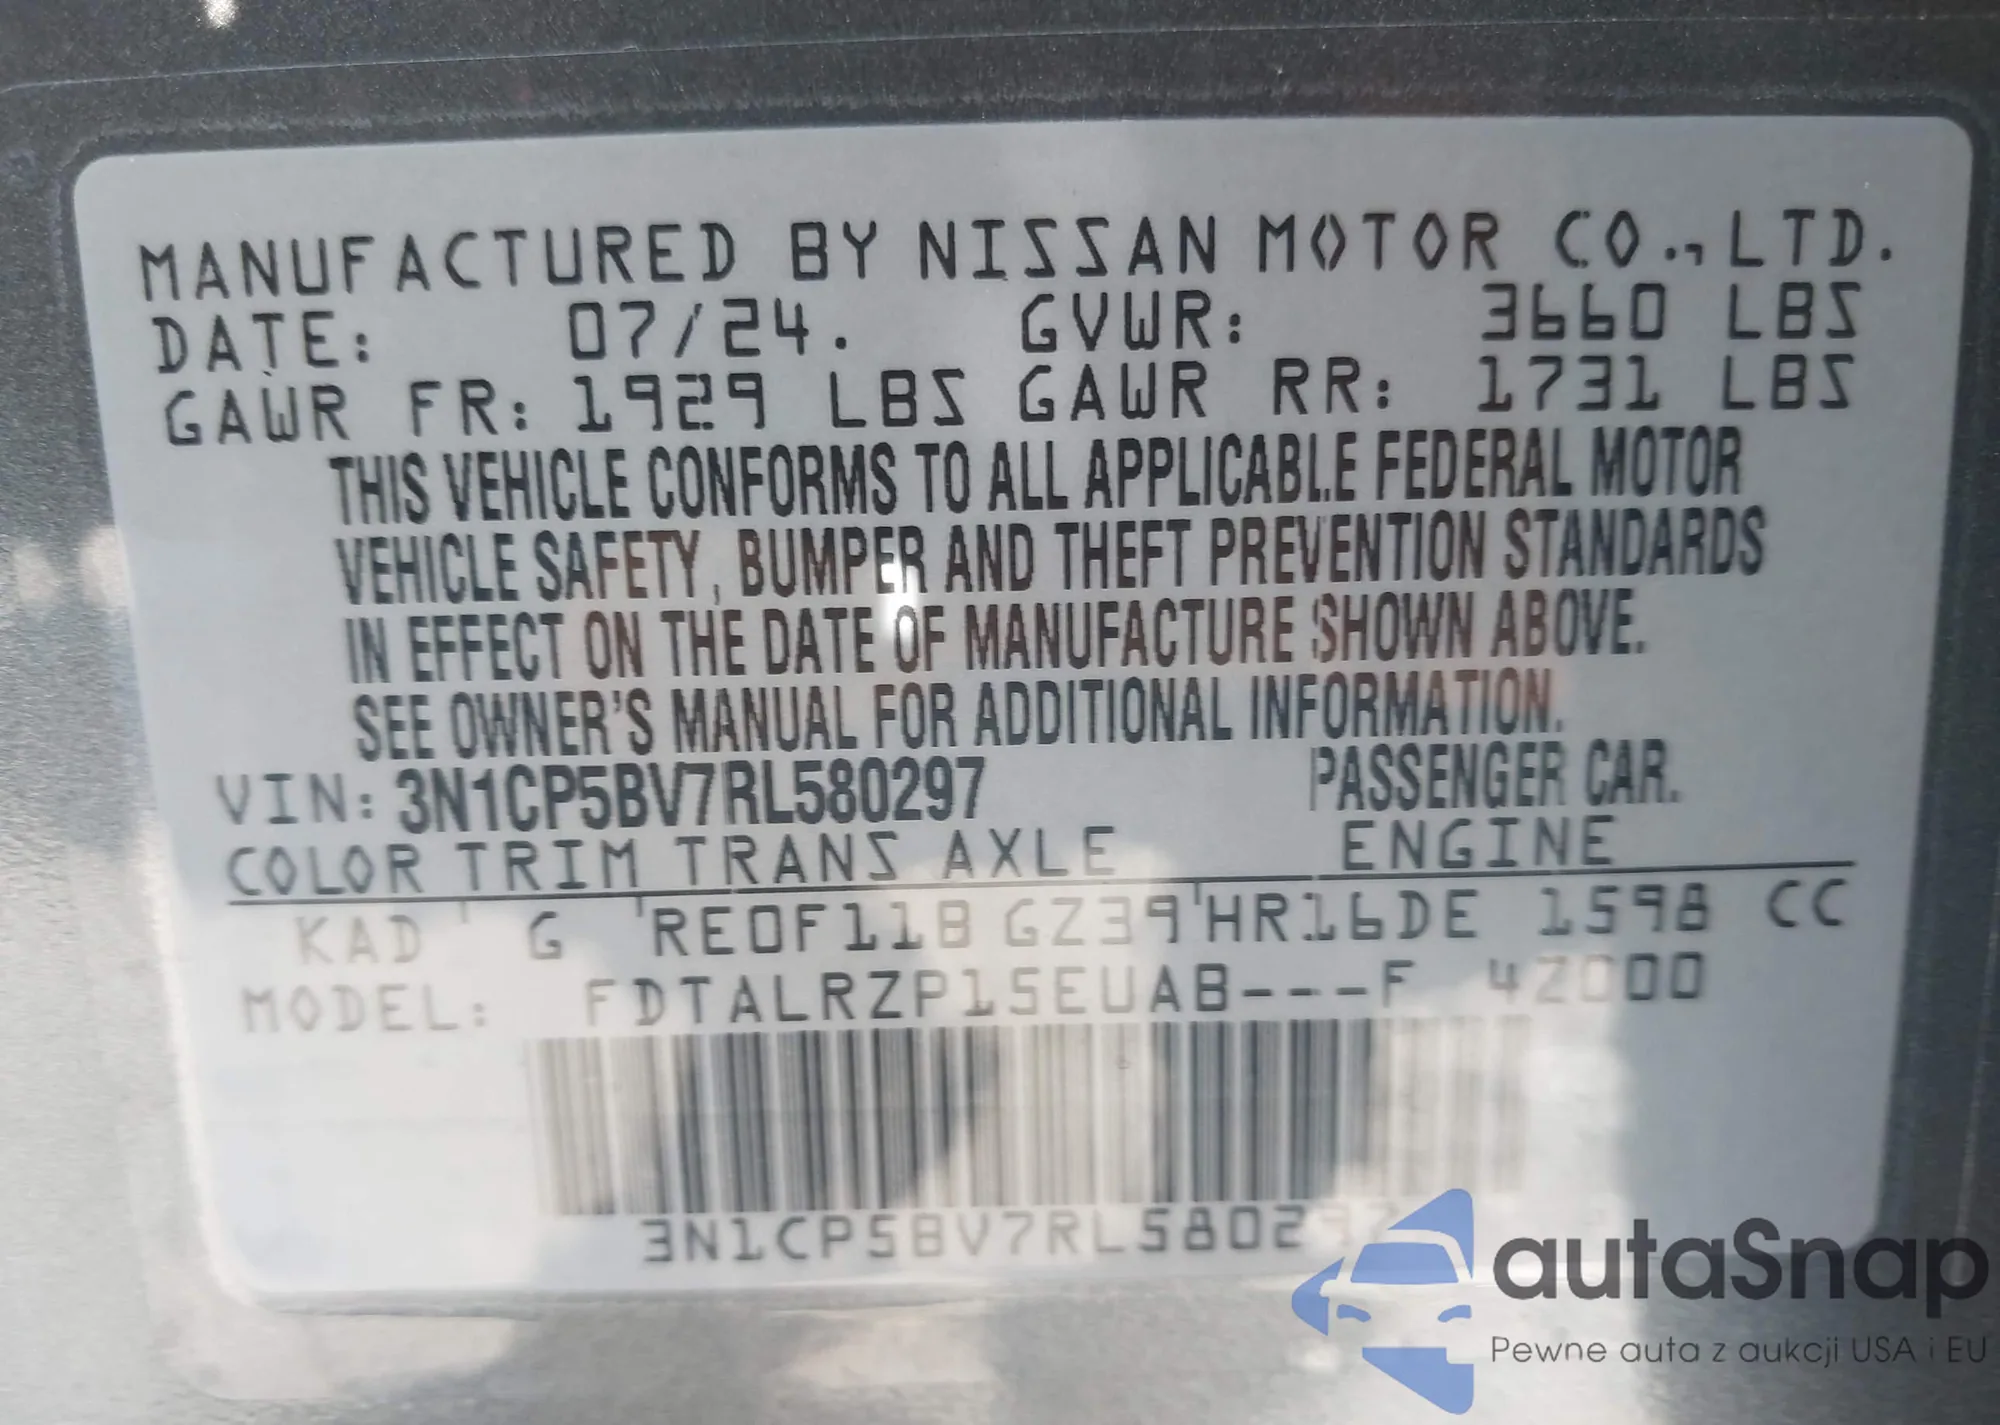 MANUFACTURED BY NISSAN MOTOR CO., LTD.
DATE: 07/24. GVWR: 3660 LBS
GAWR FR: 1929 LBS GAWR RR: 1731 LBS
THIS VEHICLE CONFORMS TO ALL APPLICABLE FEDERAL MOTOR
VEHICLE SAFETY, BUMPER AND THEFT PREVENTION STANDARDS
IN EFFECT ON THE DATE OF MANUFACTURE SHOWN ABOVE.
SEE OWNER'S MANUAL FOR ADDITIONAL INFORMATION.
VIN: 3N1CP5BV7RL580297 PASSENGER CAR.
COLOR TRIM TRANS AXLE ENGINE
KAD G RE0F11B GZ39 HR16DE 1598 CC
MODEL: FDTALRZP15EUAB---F 42000
3N1CP5BV7RL580297
autaSnap
Pewne auta z aukcji USA i EU